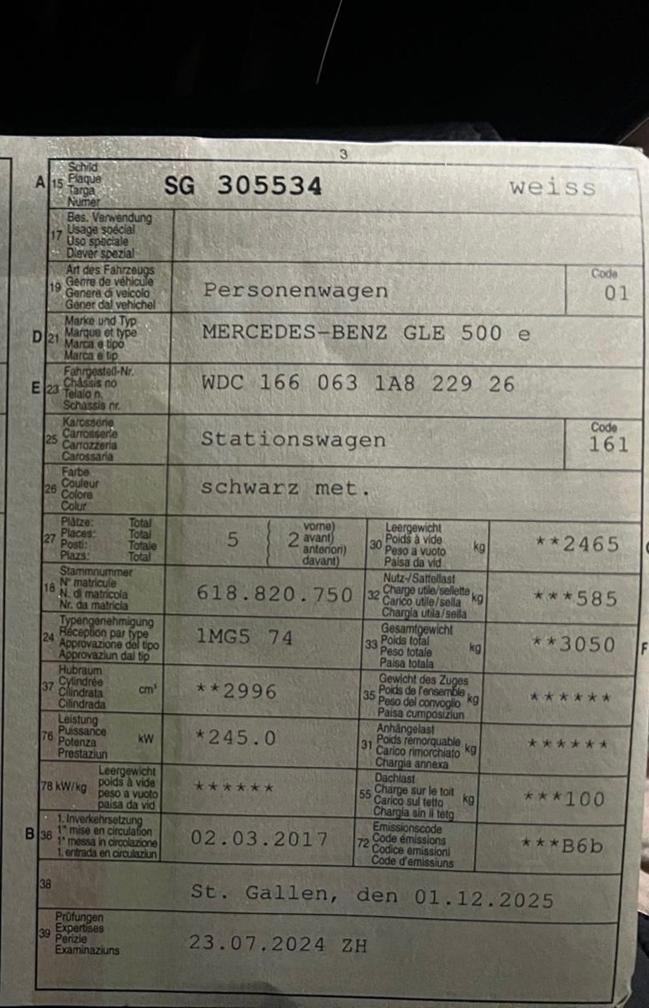 3
A 15 Schild
Plaque
Targa
Numer
SG 305534 weiss
17 Bes. Verwendung
Usage spécial
Uso speciale
Diever spezial
19 Art des Fahrzeugs
Genre de véhicule
Genere di veicolo
Gener dal vehichel
Personenwagen
Code
01
D 21 Marke und Typ
Marque et type
Marca e tipo
Marca e tip
MERCEDES-BENZ GLE 500 e
E 23 Fahrgestell-Nr.
Châssis no
Telaio n.
Schassis nr.
WDC 166 063 1A8 229 26
25 Karosserie
Carrosserie
Carrozzeria
Carossaria
Stationswagen
Code
161
26 Farbe
Couleur
Colore
Colur
schwarz met.
27 Plätze: Total
Places: Total
Posti: Totale
Plazs: Total
5 ( 2 vorne)
avant)
anteriori)
davant)
30 Leergewicht
Poids à vide
Peso a vuoto
Paisa da vid
kg
**2465
18 Stammnummer
N° matricule
N. di matricola
Nr. da matricla
618.820.750
32 Nutz-/Sattellast
Charge utile/sellette
Carico utile/sella
Chargia utila/sella
kg
***585
24 Typengenehmigung
Réception par type
Approvazione del tipo
Approvaziun dal tip
1MG5 74
33 Gesamtgewicht
Poids total
Peso totale
Paisa totala
kg
**3050
F
37 Hubraum
Cylindrée
Cilindrata
Cilindrada
cm³
**2996
35 Gewicht des Zuges
Poids de l'ensemble
Peso del convoglio
Paisa cumposiziun
kg
******
76 Leistung
Puissance
Potenza
Prestaziun
kW
*245.0
31 Anhängelast
Poids remorquable
Carico rimorchiato
Chargia annexa
kg
******
78 kW/kg Leergewicht
poids à vide
peso a vuoto
paisa da vid
******
55 Dachlast
Charge sur le toit
Carico sul tetto
Chargia sin il tetg
kg
***100
B 36 1. Inverkehrsetzung
1re mise en circulation
1a messa in circolazione
1. entrada en circulaziun
02.03.2017
72 Emissionscode
Code émissions
Codice emissioni
Code d'emissiuns
***B6b
38
St. Gallen, den 01.12.2025
39 Prüfungen
Expertises
Perizie
Examinaziuns
23.07.2024 ZH